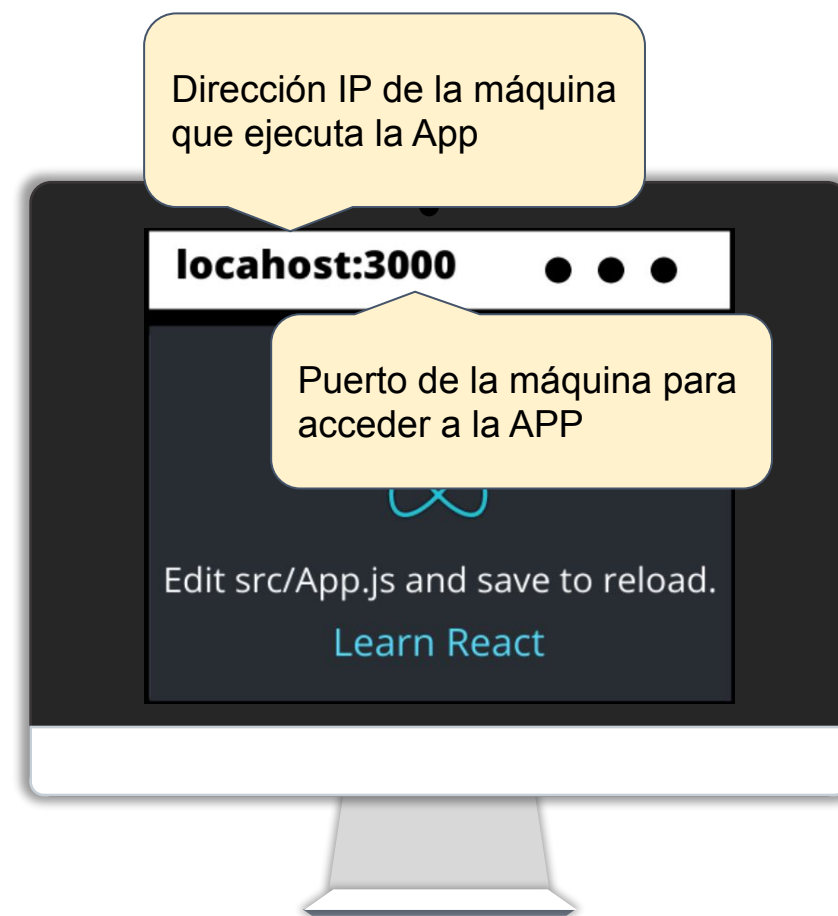 Dirección IP de la máquina
que ejecuta la App
locahost:3000
Puerto de la máquina para
acceder a la APP
Edit src/App.js and save to reload.
Learn React